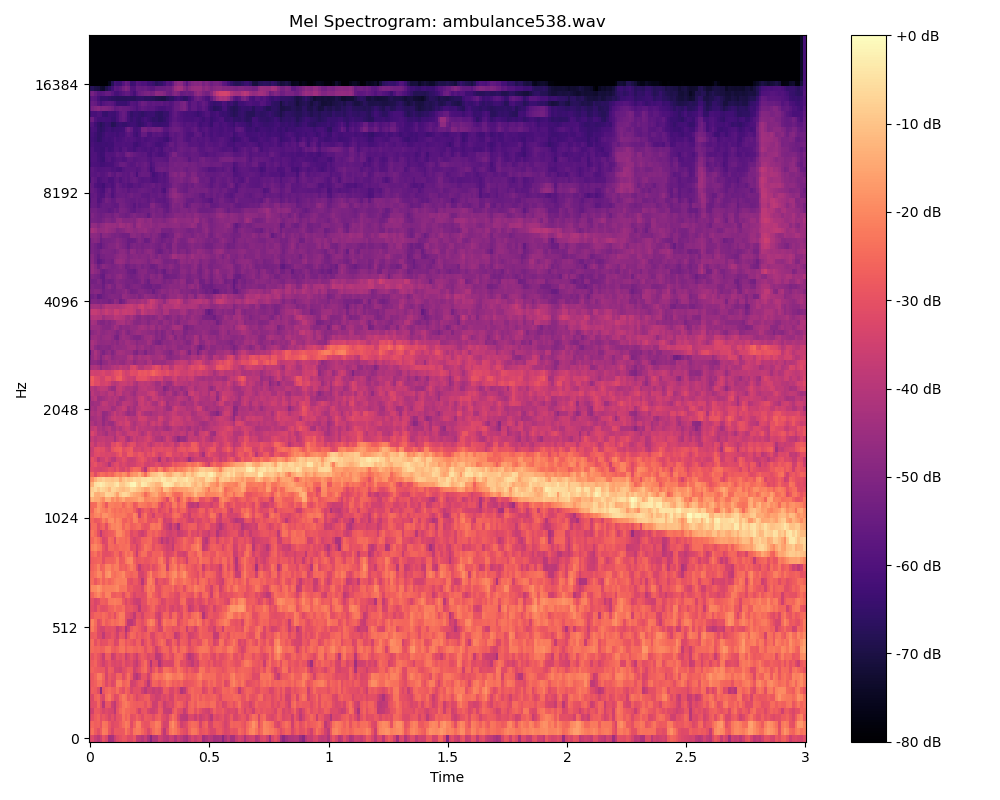 Mel Spectrogram: ambulance538.wav
16384
8192
4096
2048
1024
512
0
Hz
0
0.5
1
1.5
2
2.5
3
Time
+0 dB
-10 dB
-20 dB
-30 dB
-40 dB
-50 dB
-60 dB
-70 dB
-80 dB